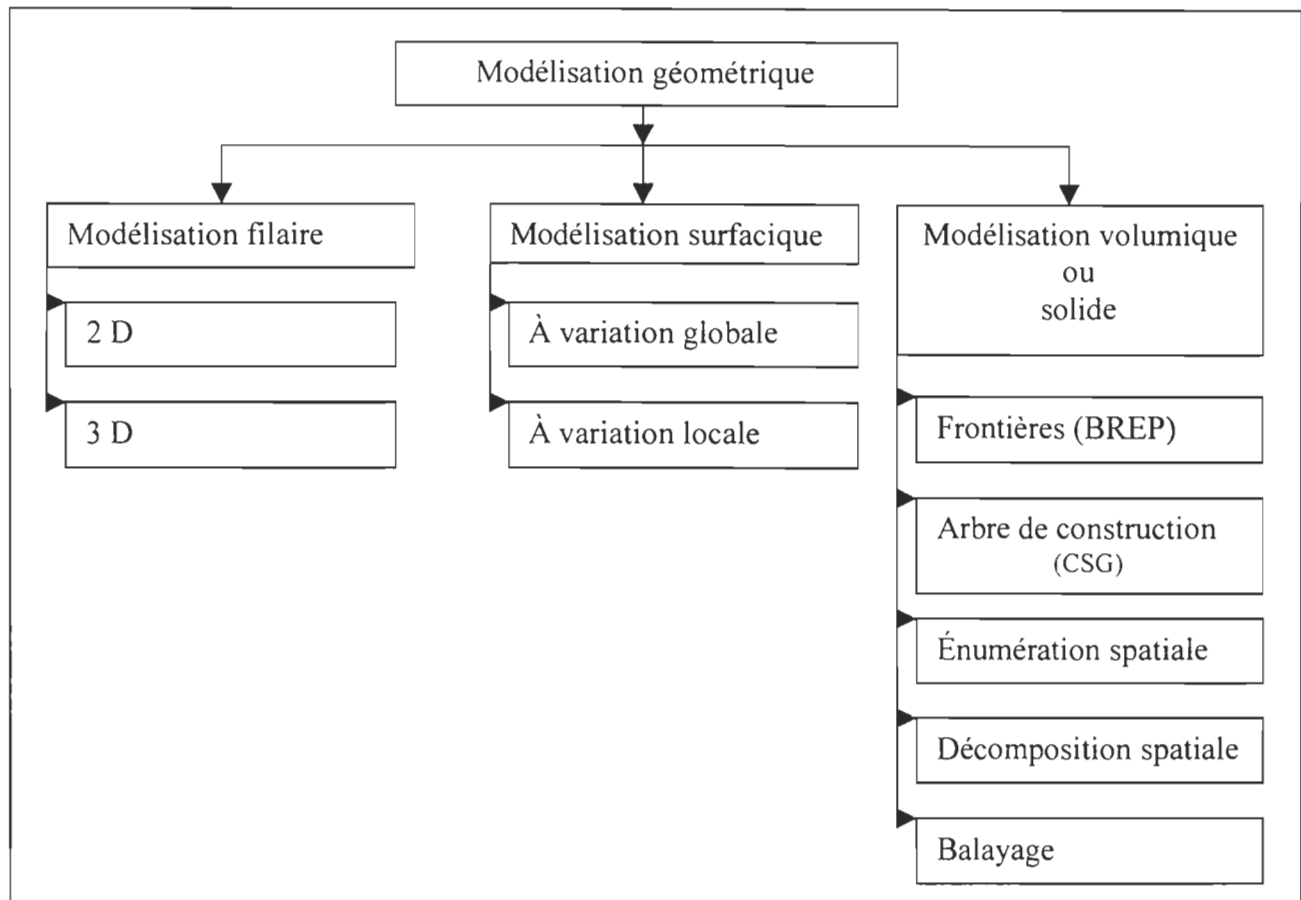 Modélisation géométrique
Modélisation filaire
2 D
3 D
Modélisation surfacique
À variation globale
À variation locale
Modélisation volumique
ou
solide
Frontières (BREP)
Arbre de construction
(CSG)
Énumération spatiale
Décomposition spatiale
Balayage